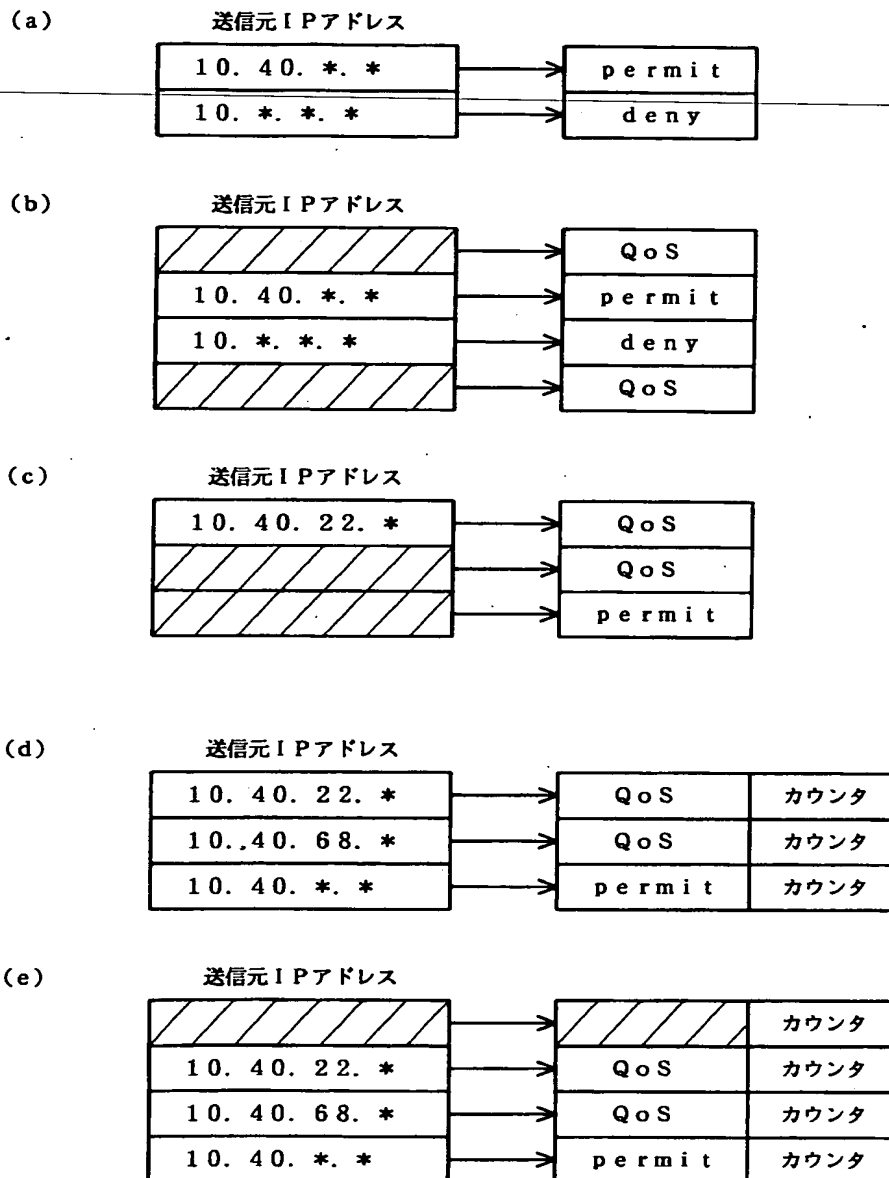 (a)
送信元IPアドレス
10. 40. *. * permit
10. *. *. * deny
(b)
送信元IPアドレス
QoS
10. 40. *. * permit
10. *. *. * deny
QoS
(c)
送信元IPアドレス
10. 40. 22. * QoS
QoS
permit
(d)
送信元IPアドレス
10. 40. 22. * QoS カウンタ
10. .40. 68. * QoS カウンタ
10. 40. *. * permit カウンタ
(e)
送信元IPアドレス
カウンタ
10. 40. 22. * QoS カウンタ
10. 40. 68. * QoS カウンタ
10. 40. *. * permit カウンタ